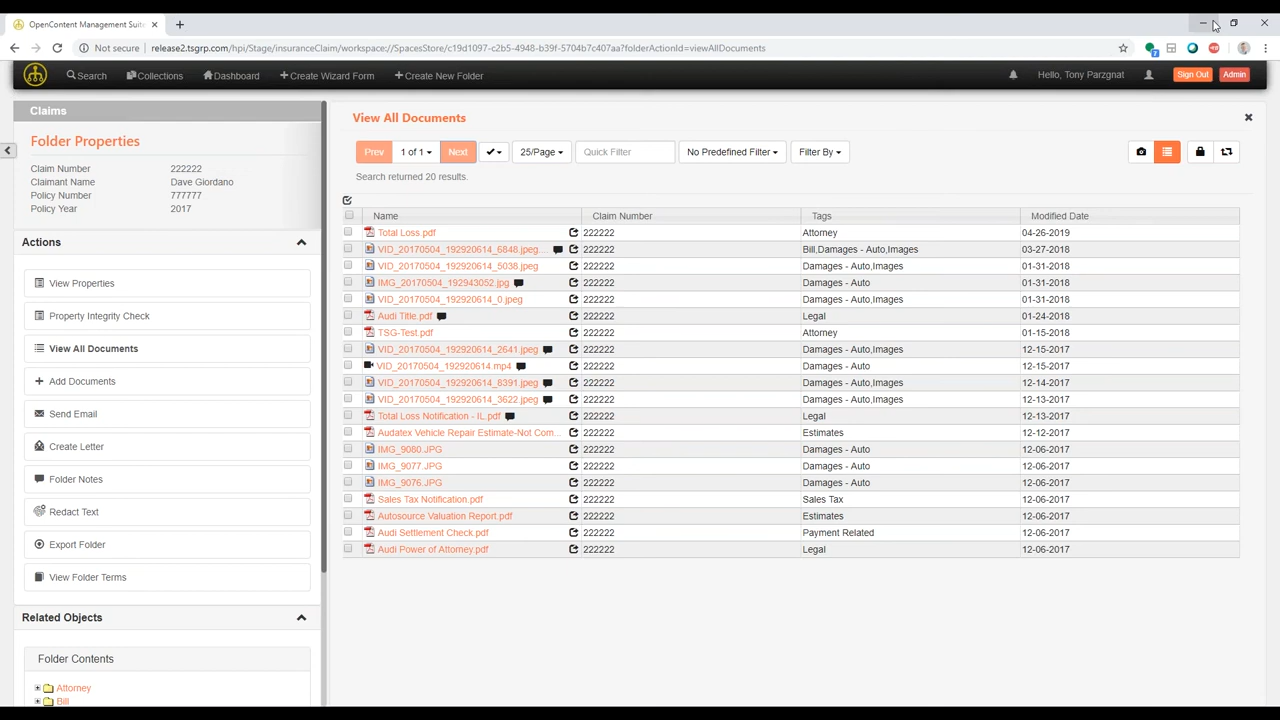 OpenContent Management Suite
Not secure | release2.tsgrp.com/hpi/Stage/insuranceClaim/workspace://SpacesStore/c19d1097-c2b5-4948-b39f-5704b7c407aa?folderActionId=viewAllDocuments
Search Collections Dashboard Create Wizard Form Create New Folder Hello, Tony Parzgnat Sign Out Admin
Claims
Folder Properties
Claim Number 222222
Claimant Name Dave Giordano
Policy Number 777777
Policy Year 2017
Actions
View Properties
Property Integrity Check
View All Documents
Add Documents
Send Email
Create Letter
Folder Notes
Redact Text
Export Folder
View Folder Terms
Related Objects
Folder Contents
Attorney
Bill
View All Documents
Prev 1 of 1 Next 25/Page Quick Filter No Predefined Filter Filter By
Search returned 20 results.
Name Claim Number Tags Modified Date
Total Loss.pdf 222222 Attorney 04-26-2019
VID_20170504_192920614_6848.jpeg... 222222 Bill,Damages - Auto,Images 03-27-2018
VID_20170504_192920614_5038.jpeg 222222 Damages - Auto,Images 01-31-2018
IMG_20170504_192943052.jpg 222222 Damages - Auto 01-31-2018
VID_20170504_192920614_0.jpeg 222222 Damages - Auto,Images 01-31-2018
Audi Title.pdf 222222 Legal 01-24-2018
TSG-Test.pdf 222222 Attorney 01-15-2018
VID_20170504_192920614_2641.jpeg 222222 Damages - Auto,Images 12-15-2017
VID_20170504_192920614.mp4 222222 Damages - Auto 12-15-2017
VID_20170504_192920614_8391.jpeg 222222 Damages - Auto,Images 12-14-2017
VID_20170504_192920614_3622.jpeg 222222 Damages - Auto,Images 12-13-2017
Total Loss Notification - IL.pdf 222222 Legal 12-13-2017
Audatex Vehicle Repair Estimate-Not Com... 222222 Estimates 12-12-2017
IMG_9080.JPG 222222 Damages - Auto 12-06-2017
IMG_9077.JPG 222222 Damages - Auto 12-06-2017
IMG_9076.JPG 222222 Damages - Auto 12-06-2017
Sales Tax Notification.pdf 222222 Sales Tax 12-06-2017
Autosource Valuation Report.pdf 222222 Estimates 12-06-2017
Audi Settlement Check.pdf 222222 Payment Related 12-06-2017
Audi Power of Attorney.pdf 222222 Legal 12-06-2017